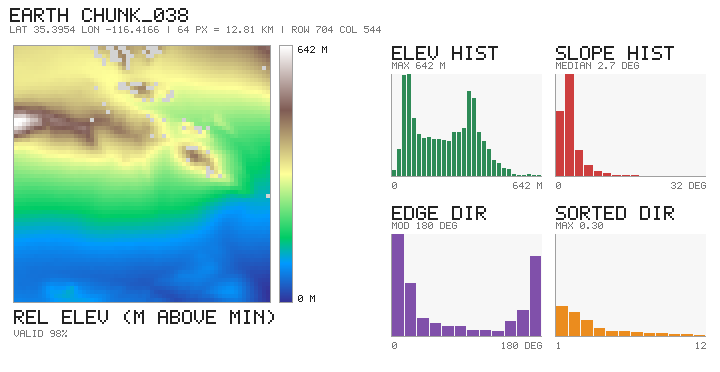 EARTH CHUNK_038
LAT 35.3954 LON -116.4166 | 64 PX = 12.81 KM | ROW 704 COL 544
642 M
0 M
REL ELEV (M ABOVE MIN)
VALID 98%
ELEV HIST
MAX 642 M
0 642 M
SLOPE HIST
MEDIAN 2.7 DEG
0 32 DEG
EDGE DIR
MOD 180 DEG
0 180 DEG
SORTED DIR
MAX 0.30
1 12